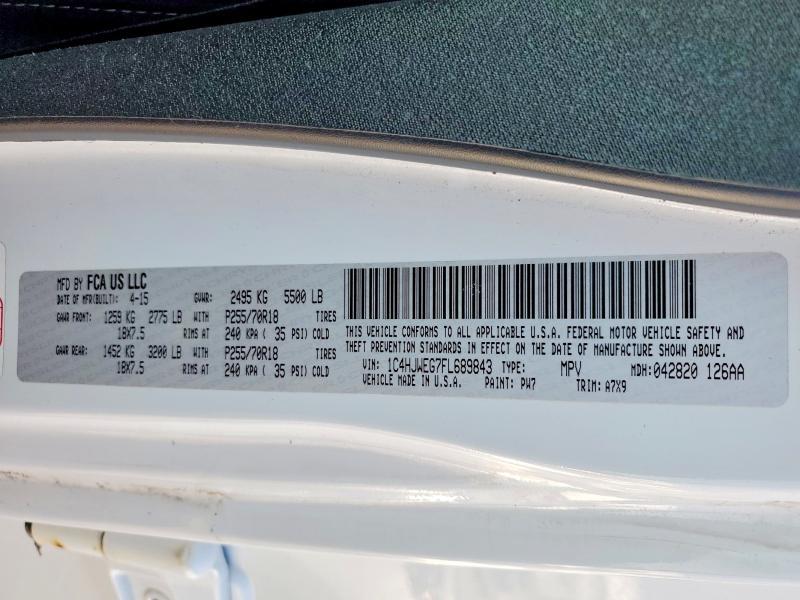 MFD BY FCA US LLC
DATE OF MFR(BUILT): 4-15 GVWR: 2495 KG 5500 LB
GAWR FRONT: 1259 KG 2775 LB WITH P255/70R18 TIRES
18X7.5 RIMS AT 240 KPA ( 35 PSI) COLD
GAWR REAR: 1452 KG 3200 LB WITH P255/70R18 TIRES
18X7.5 RIMS AT 240 KPA ( 35 PSI) COLD
THIS VEHICLE CONFORMS TO ALL APPLICABLE U.S.A. FEDERAL MOTOR VEHICLE SAFETY AND
THEFT PREVENTION STANDARDS IN EFFECT ON THE DATE OF MANUFACTURE SHOWN ABOVE.
VIN: 1C4HJWEG7FL689843 TYPE: MPV MDH: 042820 126AA
VEHICLE MADE IN U.S.A. PAINT: PW7 TRIM: A7X9